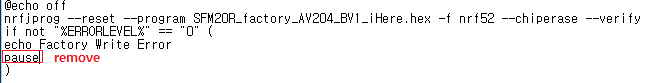 @echo off
nrfjprog --reset --program SFM20R_factory_AV204_BV1_iHere.hex -f nrf52 --chiperase --verify
if not "%ERRORLEVEL%" == "0" (
echo Factory Write Error
pause remove
)